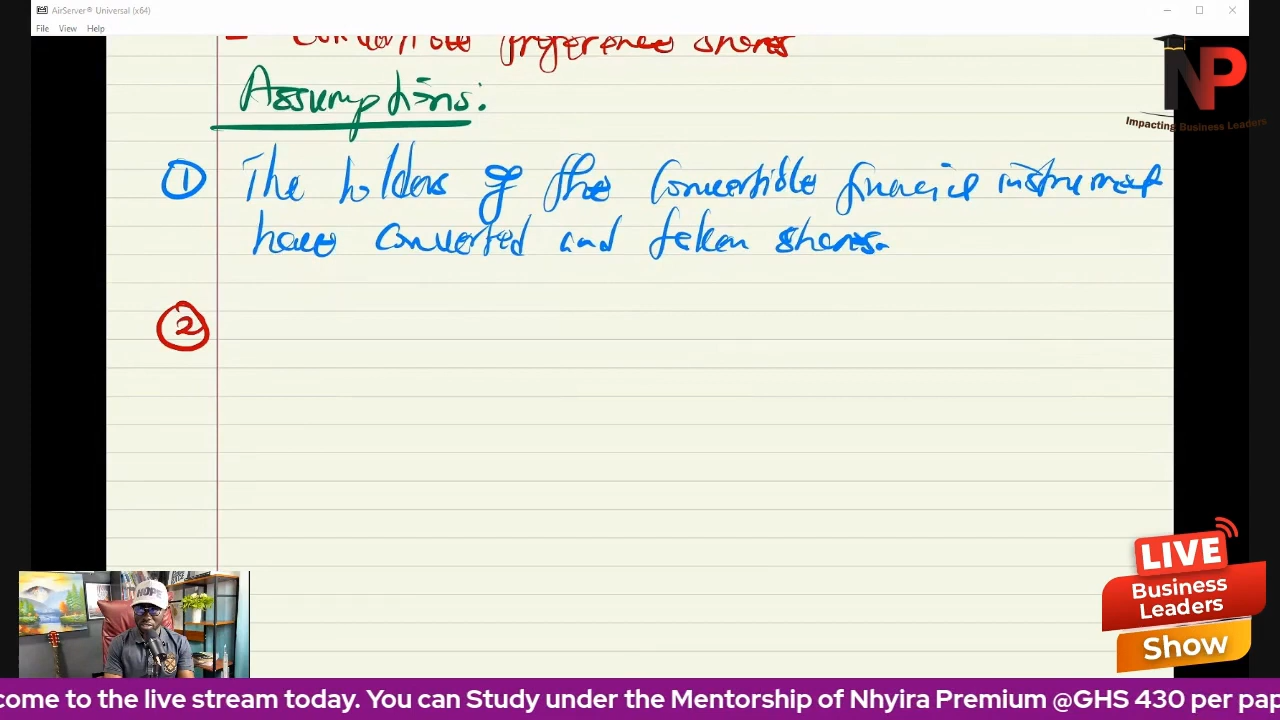 AirServer® Universal (x64)
File View Help
- Convertible preference shares
Assumptions:
① The holders of the Convertible financial instrument
have converted and taken shares.
②
NP
Impacting Business Leaders
HOPE
LIVE
Business
Leaders
Show
come to the live stream today. You can Study under the Mentorship of Nhyira Premium @GHS 430 per pap